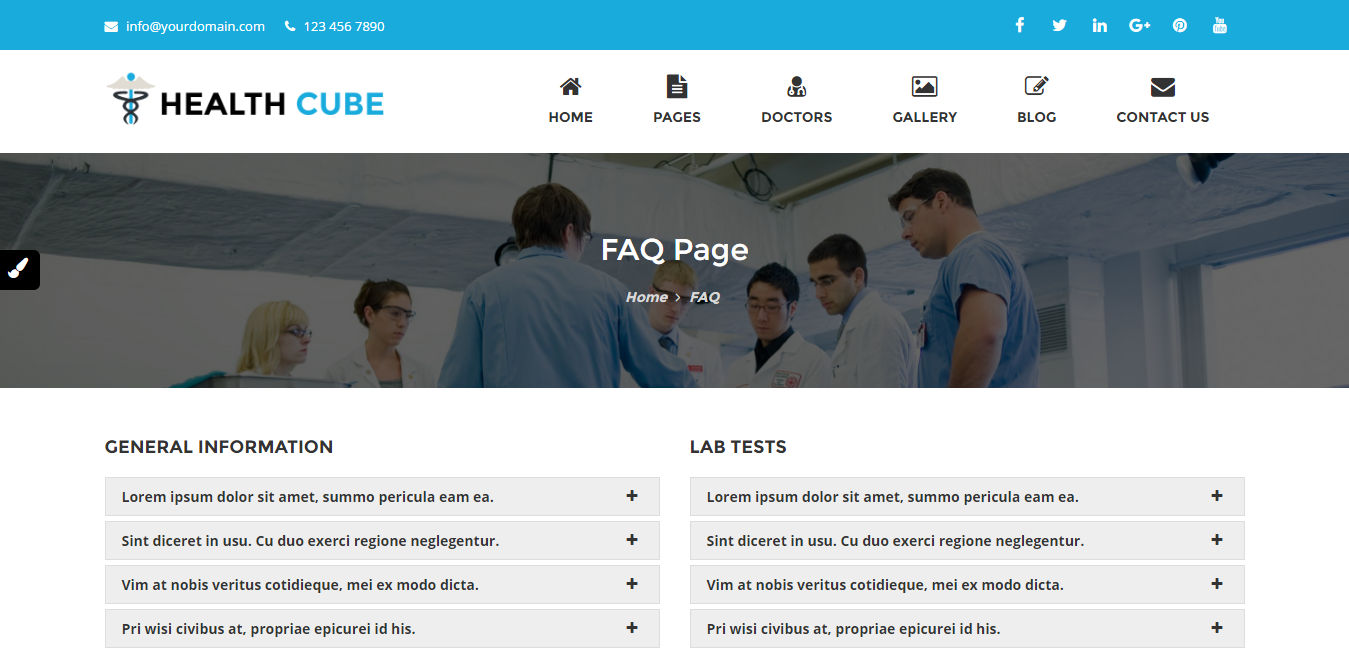 info@yourdomain.com 123 456 7890
HEALTH CUBE
HOME PAGES DOCTORS GALLERY BLOG CONTACT US
FAQ Page
Home > FAQ
GENERAL INFORMATION
Lorem ipsum dolor sit amet, summo pericula eam ea.
Sint diceret in usu. Cu duo exerci regione neglegentur.
Vim at nobis veritus cotidieque, mei ex modo dicta.
Pri wisi civibus at, propriae epicurei id his.
LAB TESTS
Lorem ipsum dolor sit amet, summo pericula eam ea.
Sint diceret in usu. Cu duo exerci regione neglegentur.
Vim at nobis veritus cotidieque, mei ex modo dicta.
Pri wisi civibus at, propriae epicurei id his.